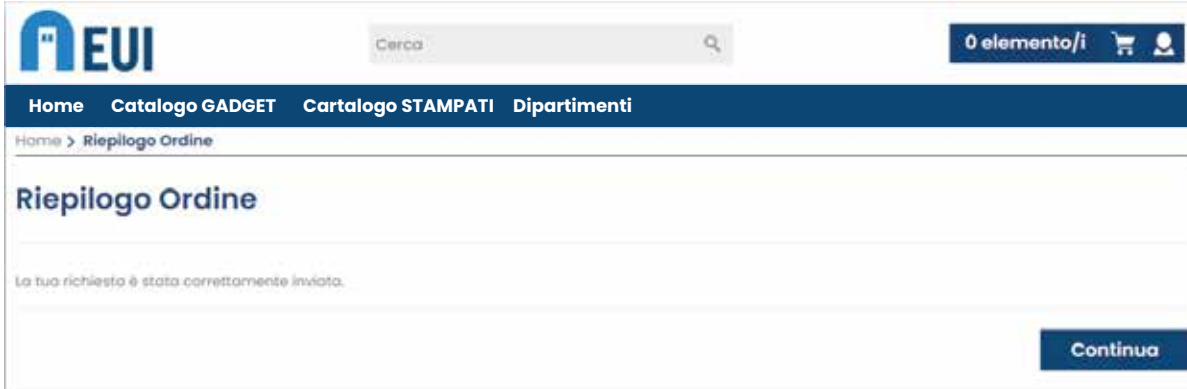 EUI
Cerca
0 elemento/i
Home Catalogo GADGET Cartalogo STAMPATI Dipartimenti
Home > Riepilogo Ordine
Riepilogo Ordine
La tua richiesta è stata correttamente inviata.
Continua